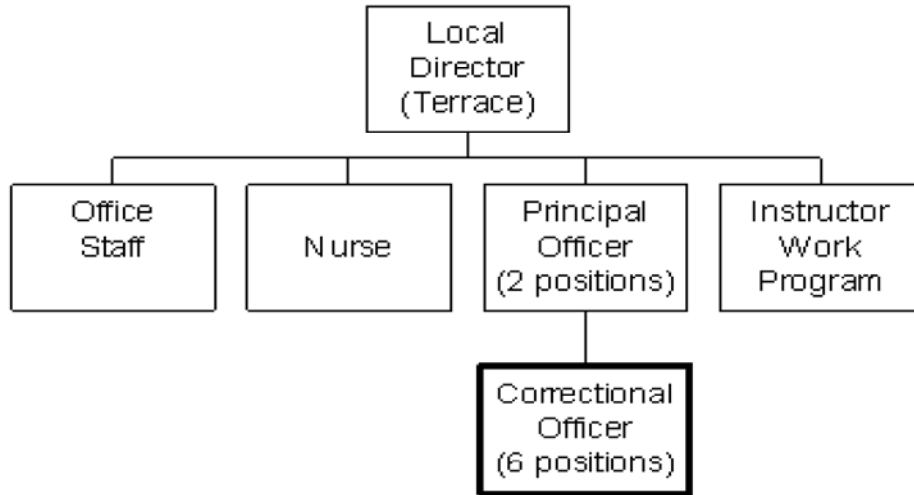 Local
Director
(Terrace)
Office
Staff
Nurse
Principal
Officer
(2 positions)
Instructor
Work
Program
Correctional
Officer
(6 positions)